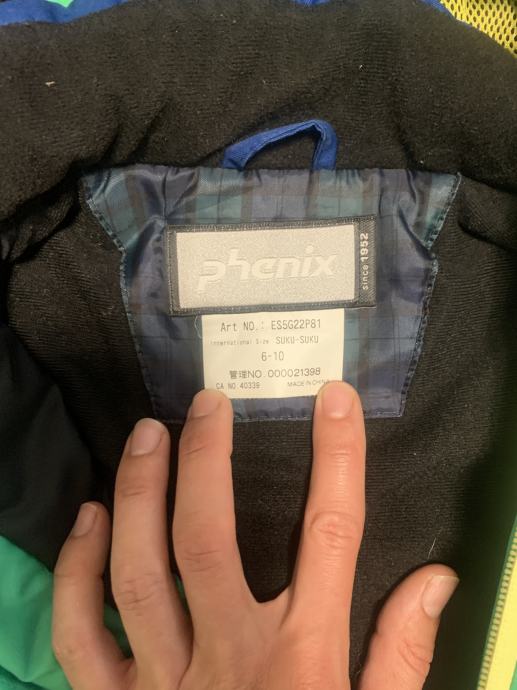 phenix
since 1952
Art NO.: ES5G22P81
International Size SUKU-SUKU
6-10
管理NO.000021398
CA NO.40339 MADE IN CHINA